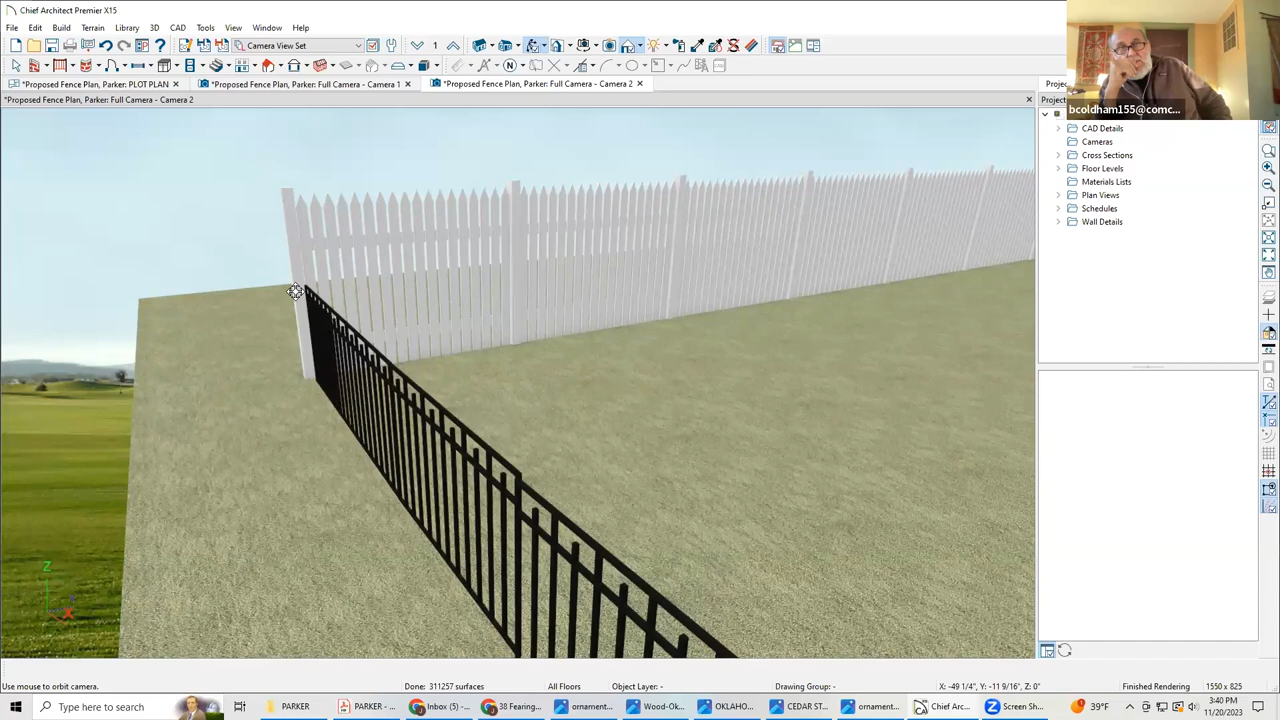 Chief Architect Premier X15
File Edit Build Terrain Library 3D CAD Tools View Window Help
Camera View Set
1
*Proposed Fence Plan, Parker: PLOT PLAN
*Proposed Fence Plan, Parker: Full Camera - Camera 1
*Proposed Fence Plan, Parker: Full Camera - Camera 2
Projec
*Proposed Fence Plan, Parker: Full Camera - Camera 2
Project
bcoldham155@comc...
CAD Details
Cameras
Cross Sections
Floor Levels
Materials Lists
Plan Views
Schedules
Wall Details
Z
X
Use mouse to orbit camera.
Done: 311257 surfaces
All Floors
Object Layer: -
Drawing Group: -
X: -49 1/4", Y: -11 9/16", Z: 0"
Finished Rendering
1550 x 825
Type here to search
PARKER
PARKER - ...
Inbox (5) - ...
38 Fearing...
ornament...
Wood-Ok...
OKLAHO...
CEDAR ST...
ornament...
Chief Arc...
Screen Sh...
39°F
3:40 PM
11/20/2023